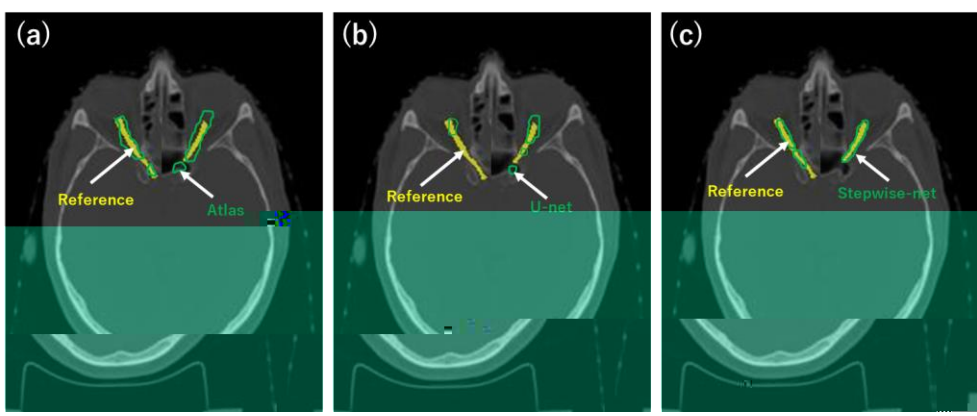 (a)
(b)
(c)
Reference
Atlas
Reference
U-net
Reference
Stepwise-net